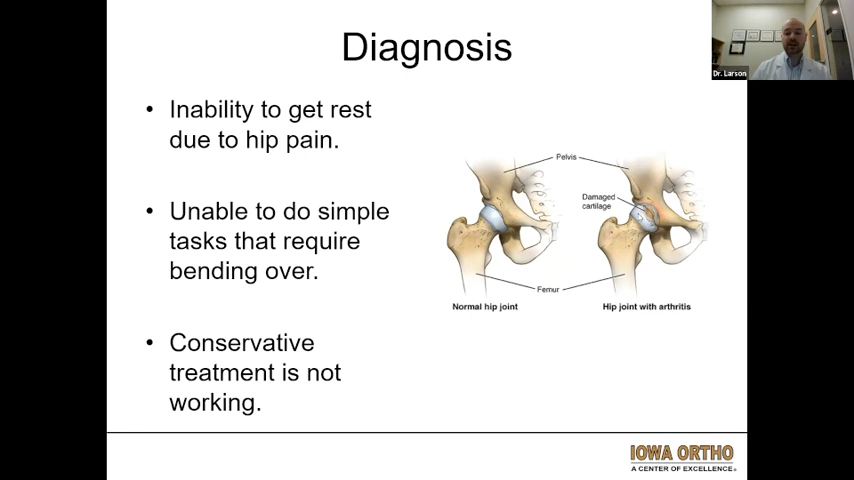 Diagnosis
Dr. Larson
• Inability to get rest
due to hip pain.
• Unable to do simple
tasks that require
bending over.
• Conservative
treatment is not
working.
Pelvis
Damaged
cartilage
Femur
Normal hip joint
Hip joint with arthritis
IOWA ORTHO
A CENTER OF EXCELLENCE®